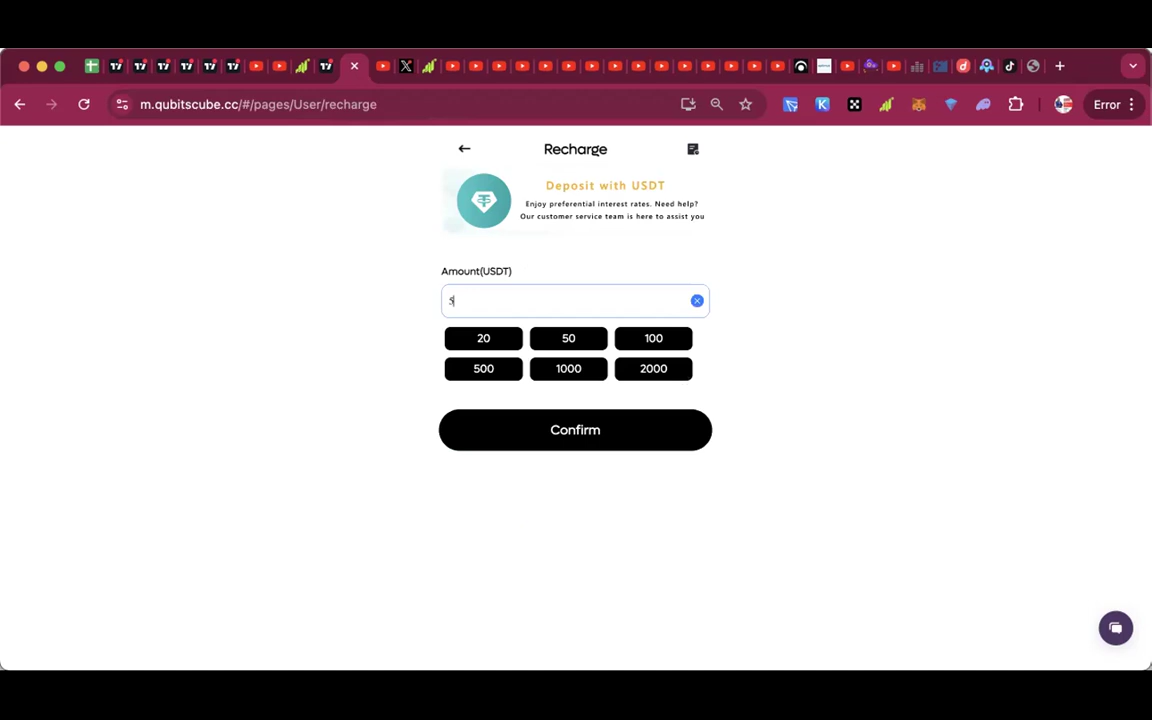 m.qubitscube.cc/#/pages/User/recharge
Error
Recharge
Deposit with USDT
Enjoy preferential interest rates. Need help?
Our customer service team is here to assist you
Amount(USDT)
5
20 50 100
500 1000 2000
Confirm